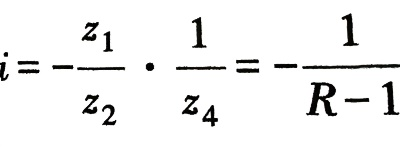 i = − z₁/z₂ · 1/z₄ = − 1/(R − 1)